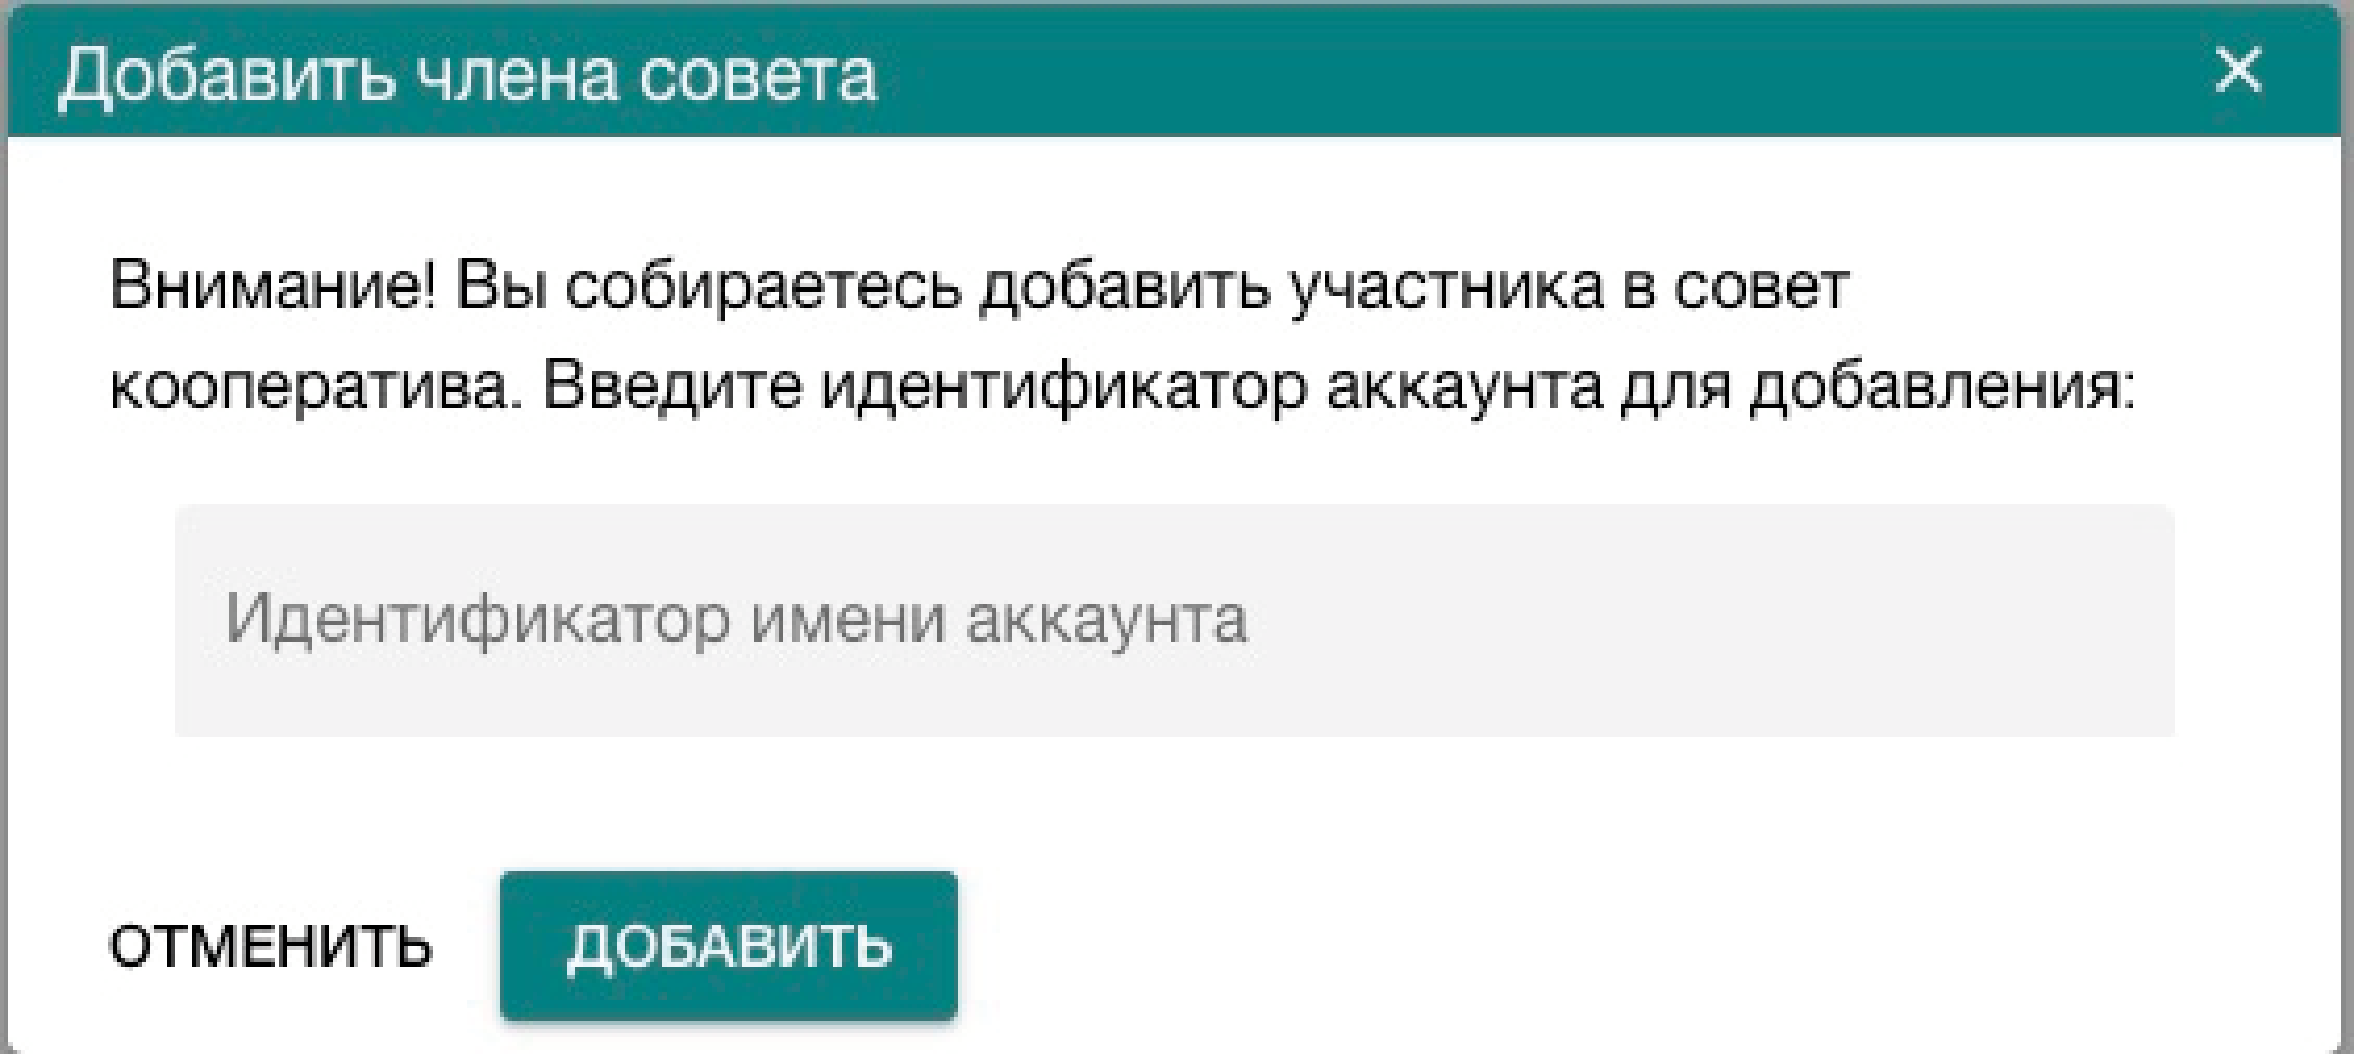 Добавить члена совета
Внимание! Вы собираетесь добавить участника в совет
кооператива. Введите идентификатор аккаунта для добавления:
Идентификатор имени аккаунта
ОТМЕНИТЬ ДОБАВИТЬ